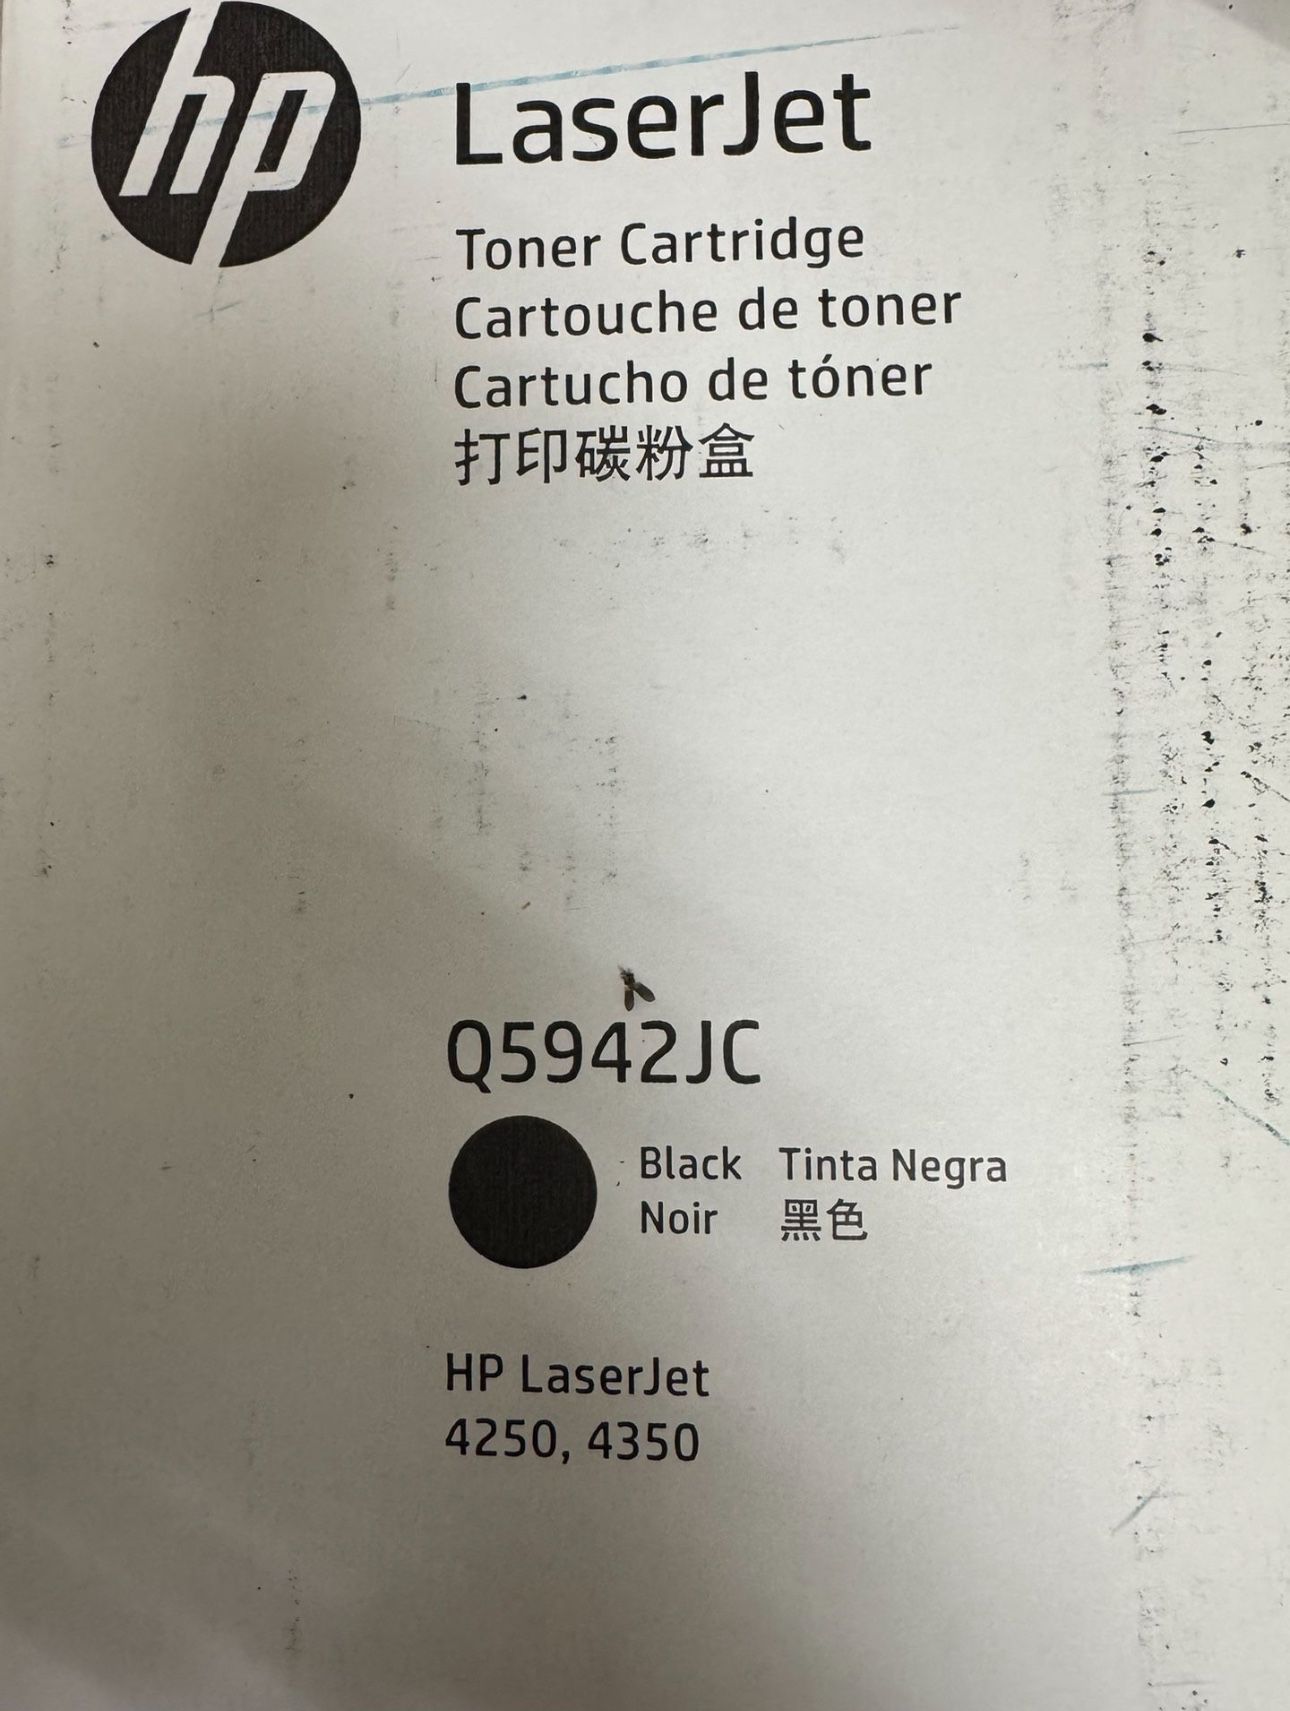 hp
LaserJet
Toner Cartridge
Cartouche de toner
Cartucho de tóner
打印碳粉盒
Q5942JC
Black Tinta Negra
Noir 黑色
HP LaserJet
4250, 4350